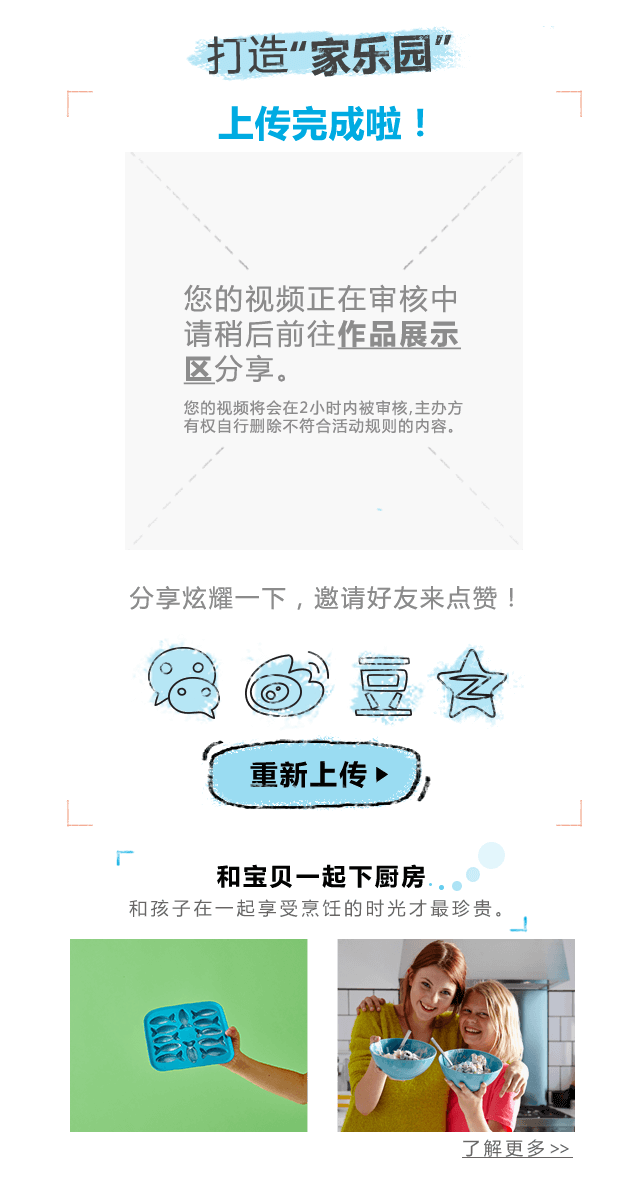 打造“家乐园”
上传完成啦！
您的视频正在审核中
请稍后前往作品展示
区分享。
您的视频将会在2小时内被审核,主办方
有权自行删除不符合活动规则的内容。
分享炫耀一下，邀请好友来点赞！
豆
重新上传
和宝贝一起下厨房
和孩子在一起享受烹饪的时光才最珍贵。
了解更多>>